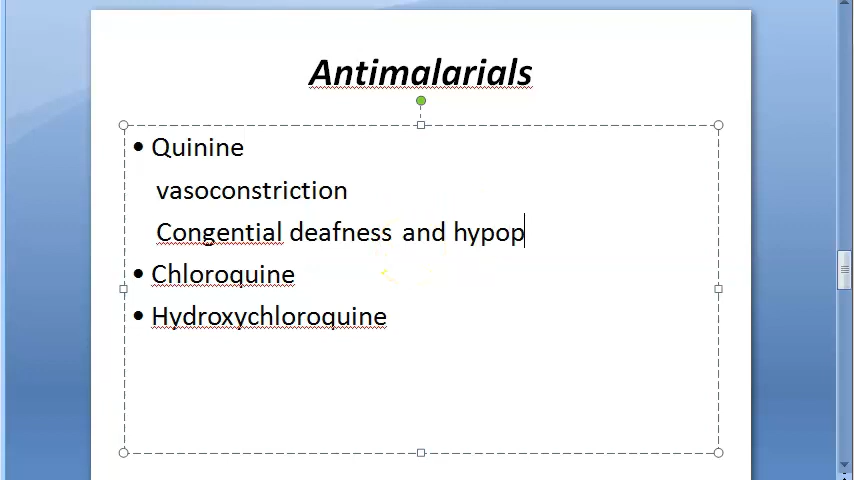 Antimalarials
• Quinine
vasoconstriction
Congential deafness and hypop
• Chloroquine
• Hydroxychloroquine